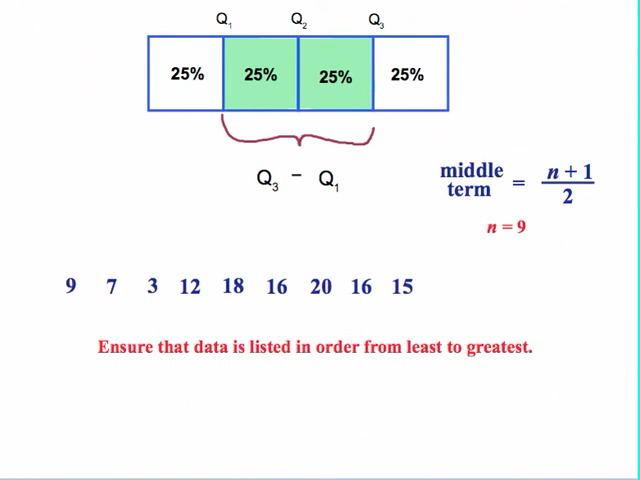 Q1 Q2 Q3
25% 25% 25% 25%
Q3 − Q1
middle term = n + 1 / 2
n = 9
9 7 3 12 18 16 20 16 15
Ensure that data is listed in order from least to greatest.